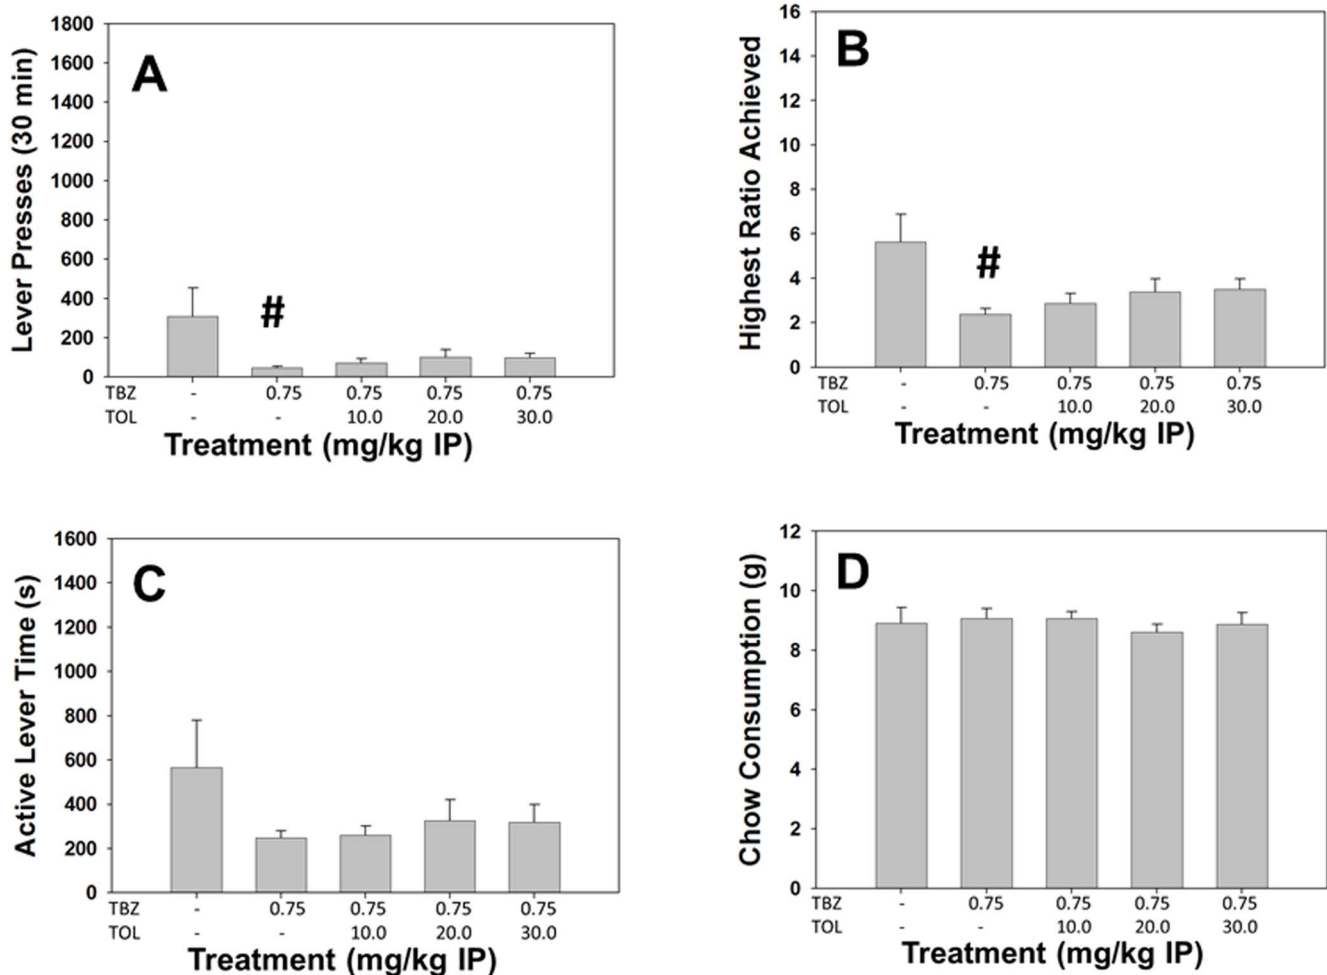 A
Lever Presses (30 min)
1800
1600
1400
1200
1000
800
600
400
200
0
#
TBZ - 0.75 0.75 0.75 0.75
TOL - - 10.0 20.0 30.0
Treatment (mg/kg IP)
B
Highest Ratio Achieved
16
14
12
10
8
6
4
2
0
#
TBZ - 0.75 0.75 0.75 0.75
TOL - - 10.0 20.0 30.0
Treatment (mg/kg IP)
C
Active Lever Time (s)
1600
1400
1200
1000
800
600
400
200
0
TBZ - 0.75 0.75 0.75 0.75
TOL - - 10.0 20.0 30.0
Treatment (mg/kg IP)
D
Chow Consumption (g)
12
10
8
6
4
2
0
TBZ - 0.75 0.75 0.75 0.75
TOL - - 10.0 20.0 30.0
Treatment (mg/kg IP)